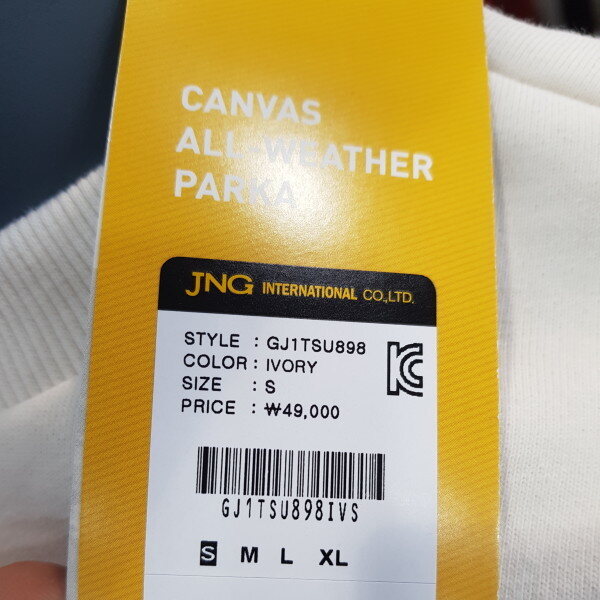 CANVAS
ALL-WEATHER
PARKA
JNG INTERNATIONAL CO.,LTD.
STYLE : GJ1TSU898
COLOR : IVORY
SIZE : S
PRICE : ₩49,000
GJ1TSU898IVS
S M L XL